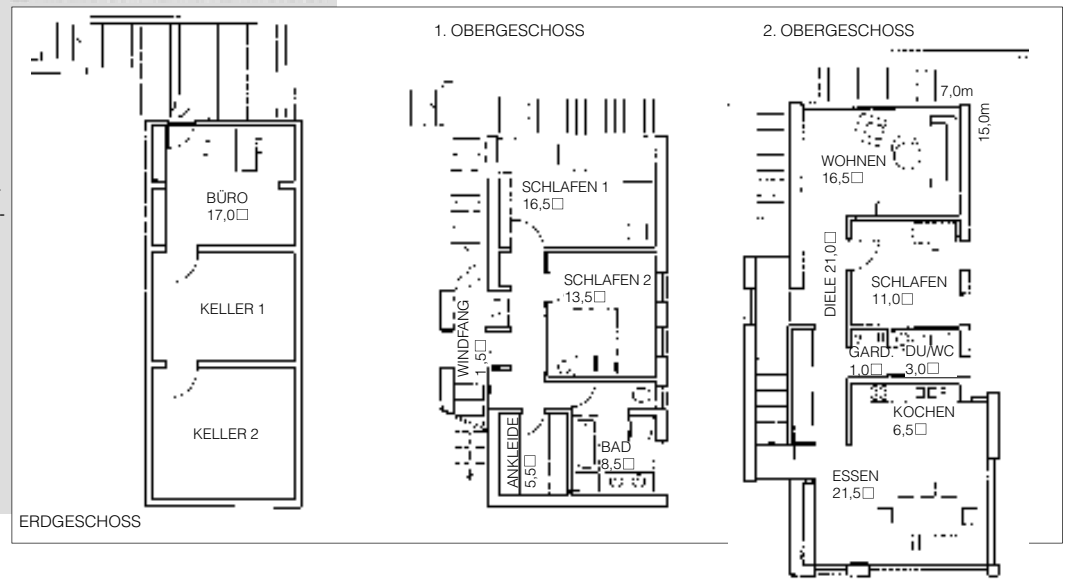 1. OBERGESCHOSS
2. OBERGESCHOSS
BÜRO
17,0□
KELLER 1
KELLER 2
ERDGESCHOSS
SCHLAFEN 1
16,5□
SCHLAFEN 2
13,5□
WINDFANG
1,5□
ANKLEIDE
5,5□
BAD
8,5□
7,0m
15,0m
WOHNEN
16,5□
DIELE 21,0□
SCHLAFEN
11,0□
GARD.
1,0□
DU/WC
3,0□
KOCHEN
6,5□
ESSEN
21,5□